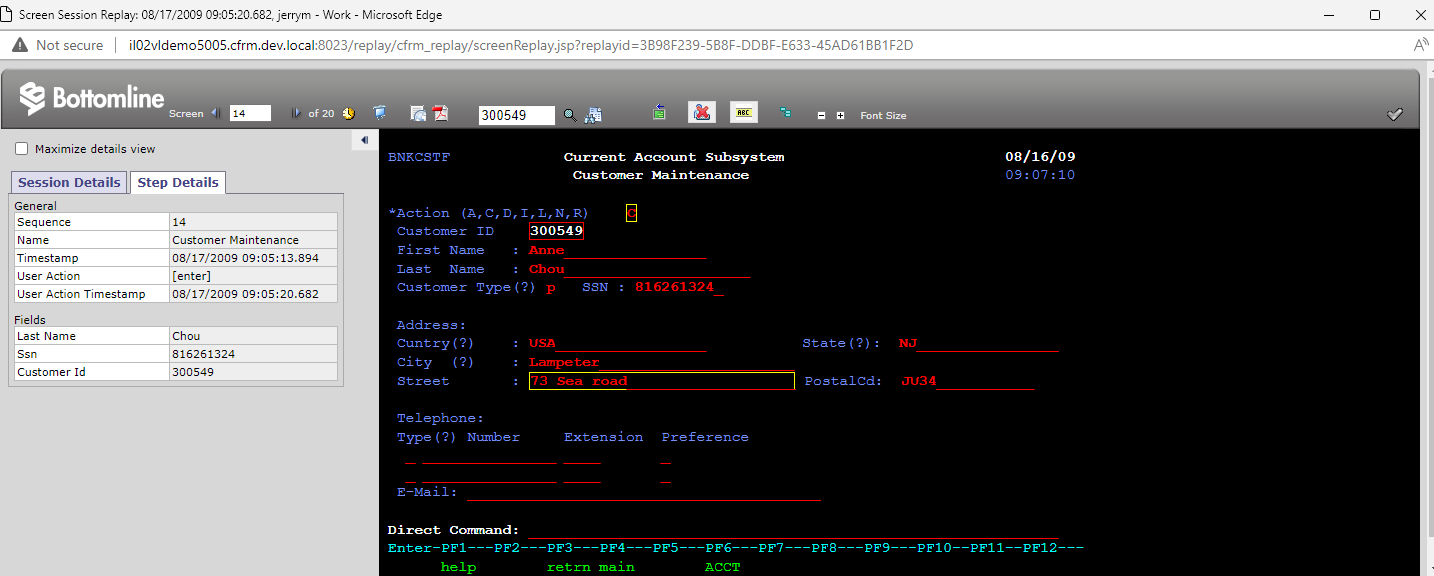 Screen Session Replay: 08/17/2009 09:05:20.682, jerrym - Work - Microsoft Edge
Not secure | il02vldemo5005.cfrm.dev.local:8023/replay/cfrm_replay/screenReplay.jsp?replayid=3B98F239-5B8F-DDBF-E633-45AD61BB1F2D
Bottomline Screen 14 of 20 300549 ABC Font Size
Maximize details view
Session Details Step Details
General
Sequence 14
Name Customer Maintenance
Timestamp 08/17/2009 09:05:13.894
User Action [enter]
User Action Timestamp 08/17/2009 09:05:20.682
Fields
Last Name Chou
Ssn 816261324
Customer Id 300549
BNKCSTF Current Account Subsystem 08/16/09
Customer Maintenance 09:07:10
*Action (A,C,D,I,L,N,R) C
Customer ID 300549
First Name : Anne
Last Name : Chou
Customer Type(?) p SSN : 816261324_
Address:
Cuntry(?) : USA State(?): NJ
City (?) : Lampeter
Street : 73 Sea road PostalCd: JU34
Telephone:
Type(?) Number Extension Preference
E-Mail:
Direct Command:
Enter-PF1---PF2---PF3---PF4---PF5---PF6---PF7---PF8---PF9---PF10--PF11--PF12---
help retrn main ACCT